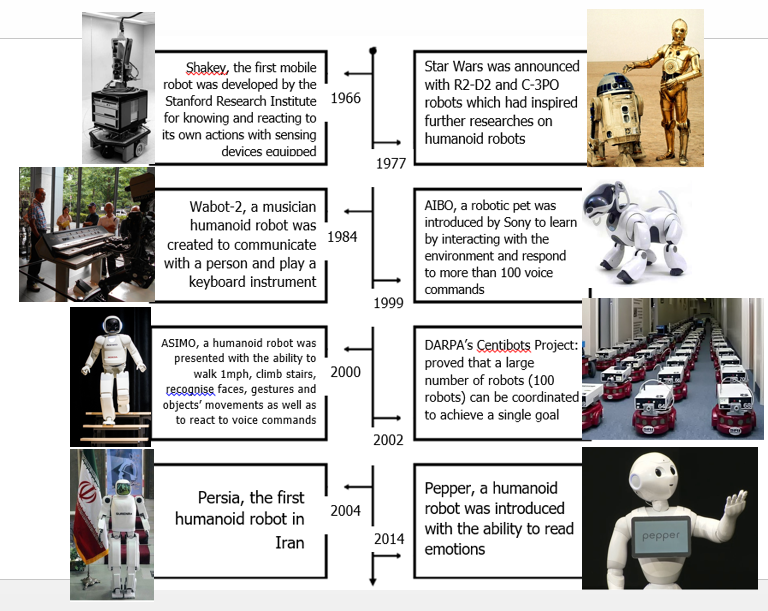 Shakey, the first mobile
robot was developed by the
Stanford Research Institute
for knowing and reacting to
its own actions with sensing
devices equipped
1966
Star Wars was announced
with R2-D2 and C-3PO
robots which had inspired
further researches on
humanoid robots
1977
Wabot-2, a musician
humanoid robot was
created to communicate
with a person and play a
keyboard instrument
1984
AIBO, a robotic pet was
introduced by Sony to learn
by interacting with the
environment and respond
to more than 100 voice
commands
1999
ASIMO, a humanoid robot was
presented with the ability to
walk 1mph, climb stairs,
recognise faces, gestures and
objects' movements as well as
to react to voice commands
2000
DARPA's Centibots Project:
proved that a large
number of robots (100
robots) can be coordinated
to achieve a single goal
2002
Persia, the first
humanoid robot in
Iran
2004
Pepper, a humanoid
robot was introduced
with the ability to read
emotions
2014
pepper